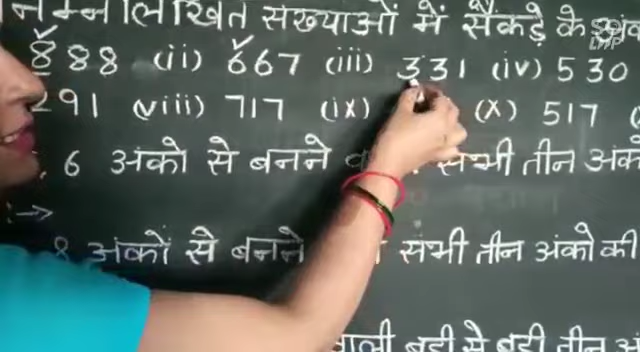 निम्नलिखित संख्याओं में सैकड़े के
888 (ii) 667 (iii) 331 (iv) 530
291 (viii) 717 (ix) (x) 517
6 अंको से बनने सभी तीन अंको
:→
8 अंकों से बनने सभी तीन अंको की
वाली बड़ी से बड़ी तीन